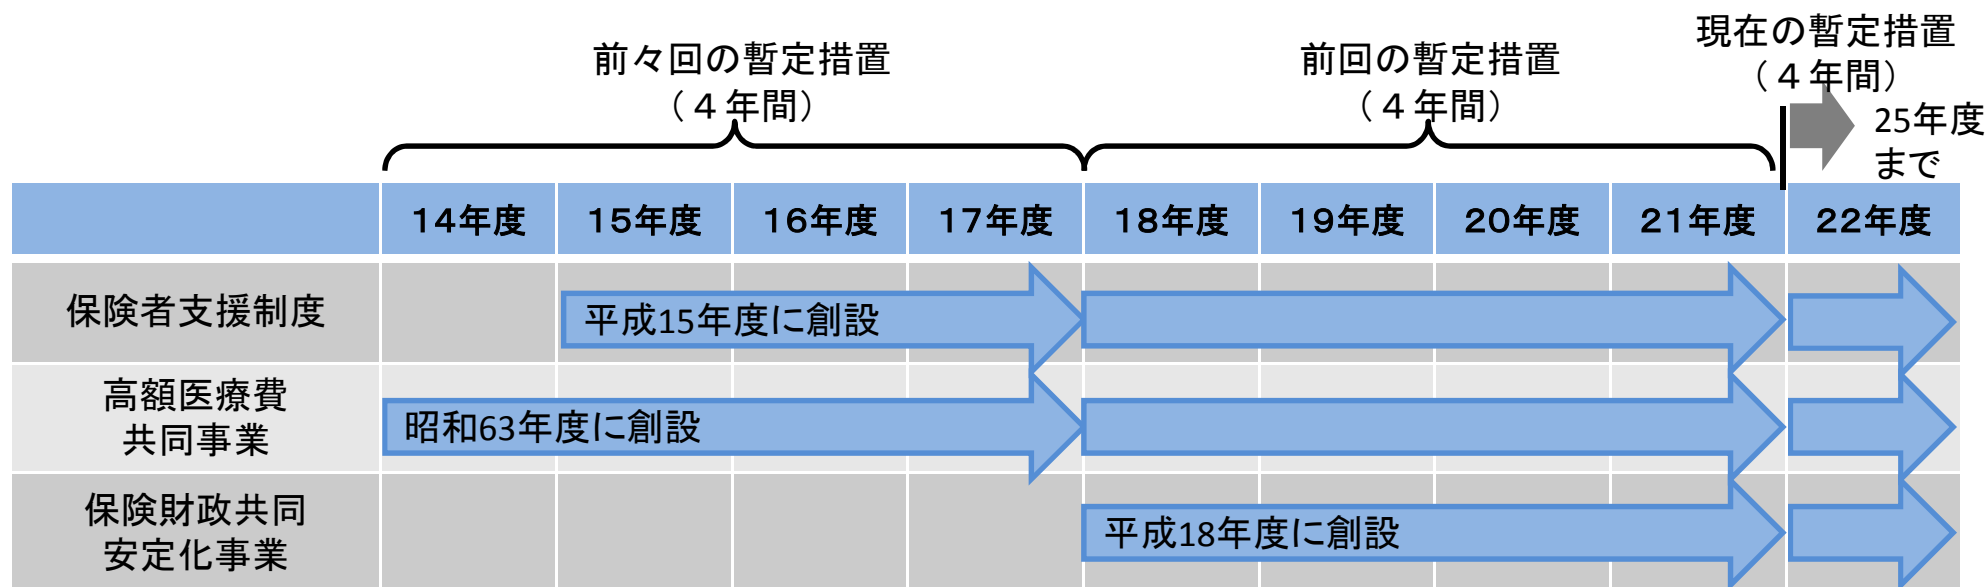 前々回の暫定措置
（４年間）
前回の暫定措置
（４年間）
現在の暫定措置
（４年間）
25年度
まで
14年度 15年度 16年度 17年度 18年度 19年度 20年度 21年度 22年度
保険者支援制度
平成15年度に創設
高額医療費
共同事業
昭和63年度に創設
保険財政共同
安定化事業
平成18年度に創設